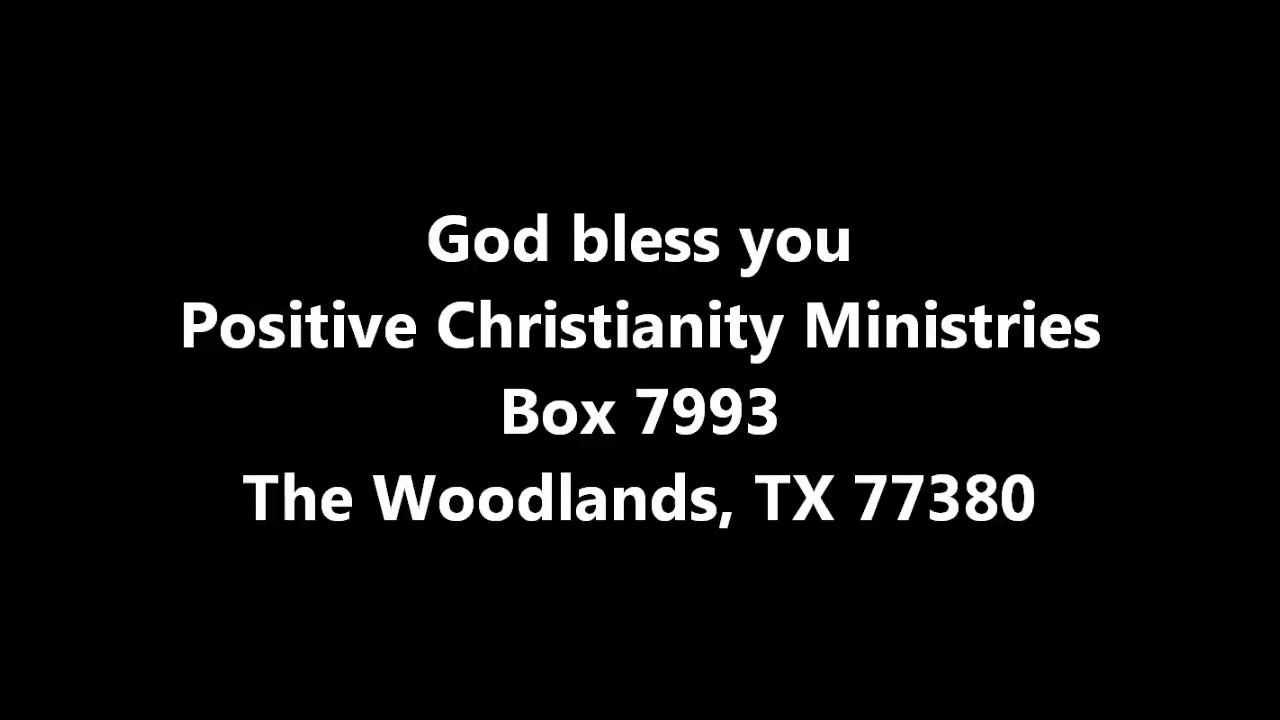 God bless you
Positive Christianity Ministries
Box 7993
The Woodlands, TX 77380